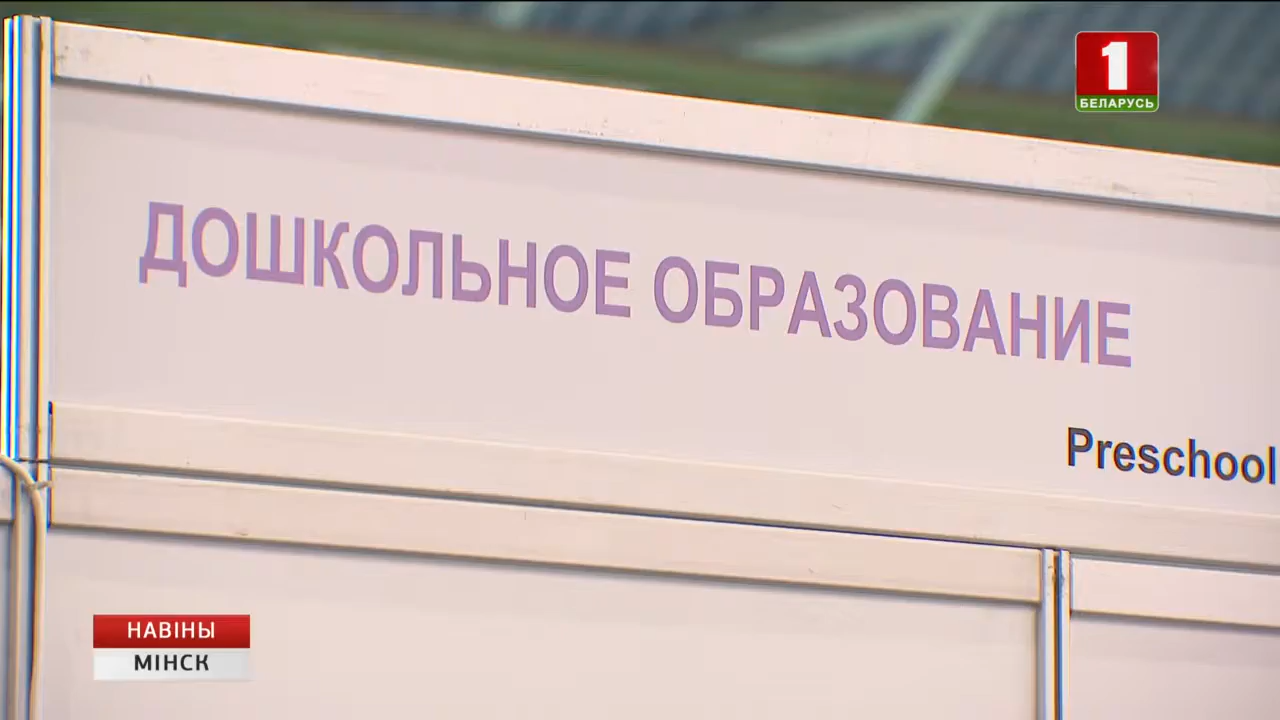 1
БЕЛАРУСЬ
ДОШКОЛЬНОЕ ОБРАЗОВАНИЕ
Preschool
НАВІНЫ
МІНСК